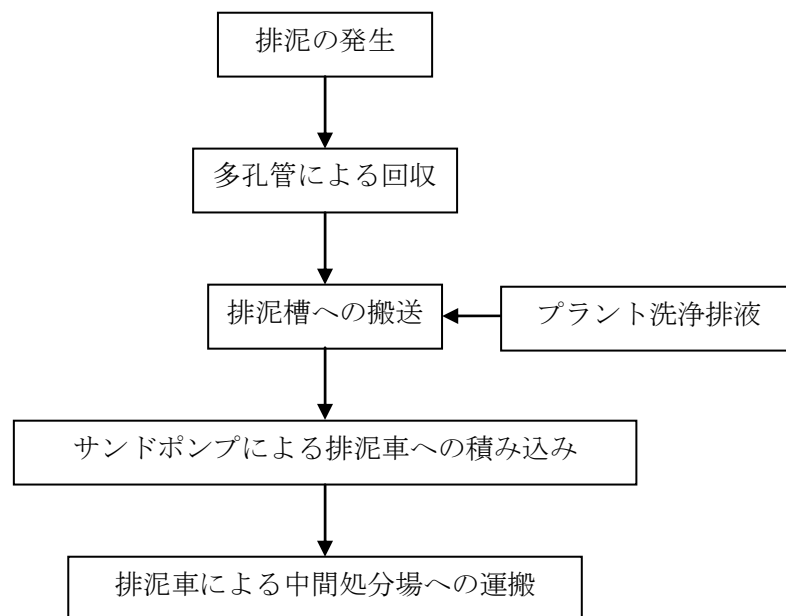 排泥の発生
多孔管による回収
排泥槽への搬送
プラント洗浄排液
サンドポンプによる排泥車への積み込み
排泥車による中間処分場への運搬